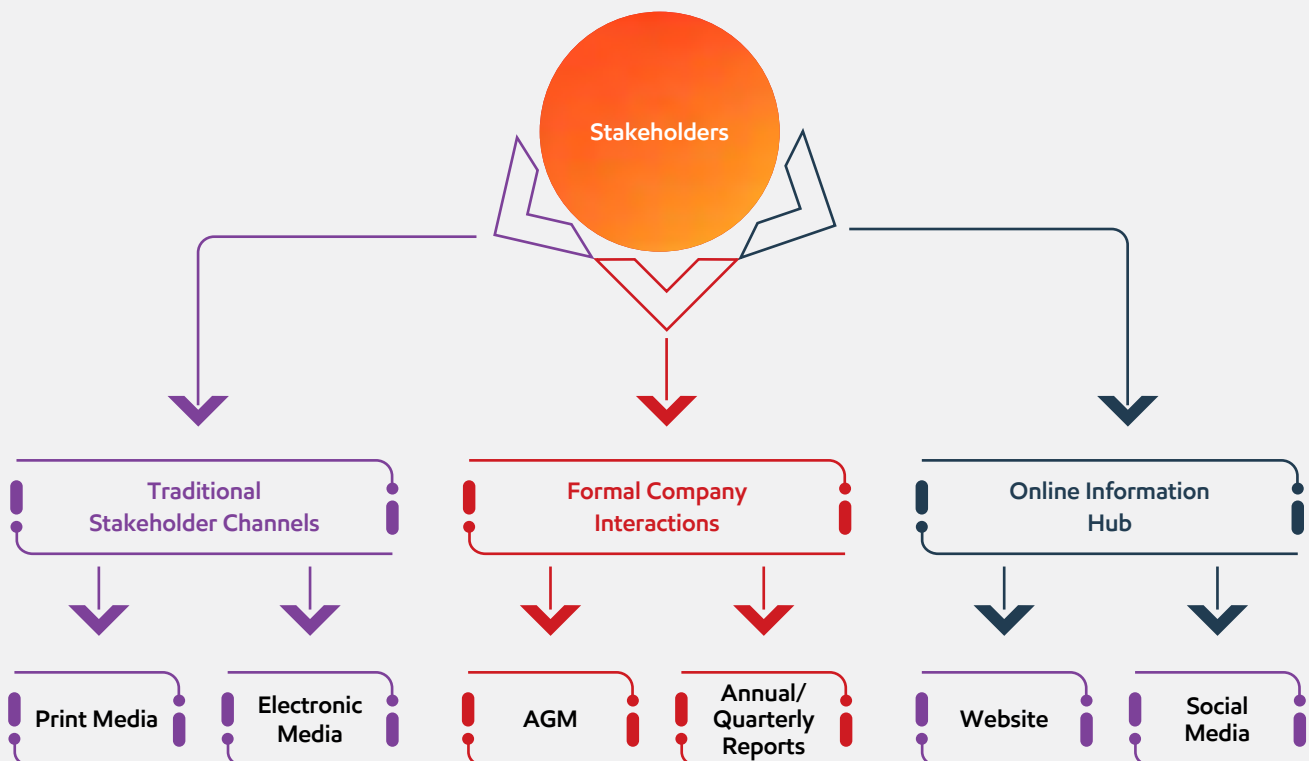 Stakeholders
Traditional
Stakeholder Channels
Formal Company
Interactions
Online Information
Hub
Print Media
Electronic
Media
AGM
Annual/
Quarterly
Reports
Website
Social
Media